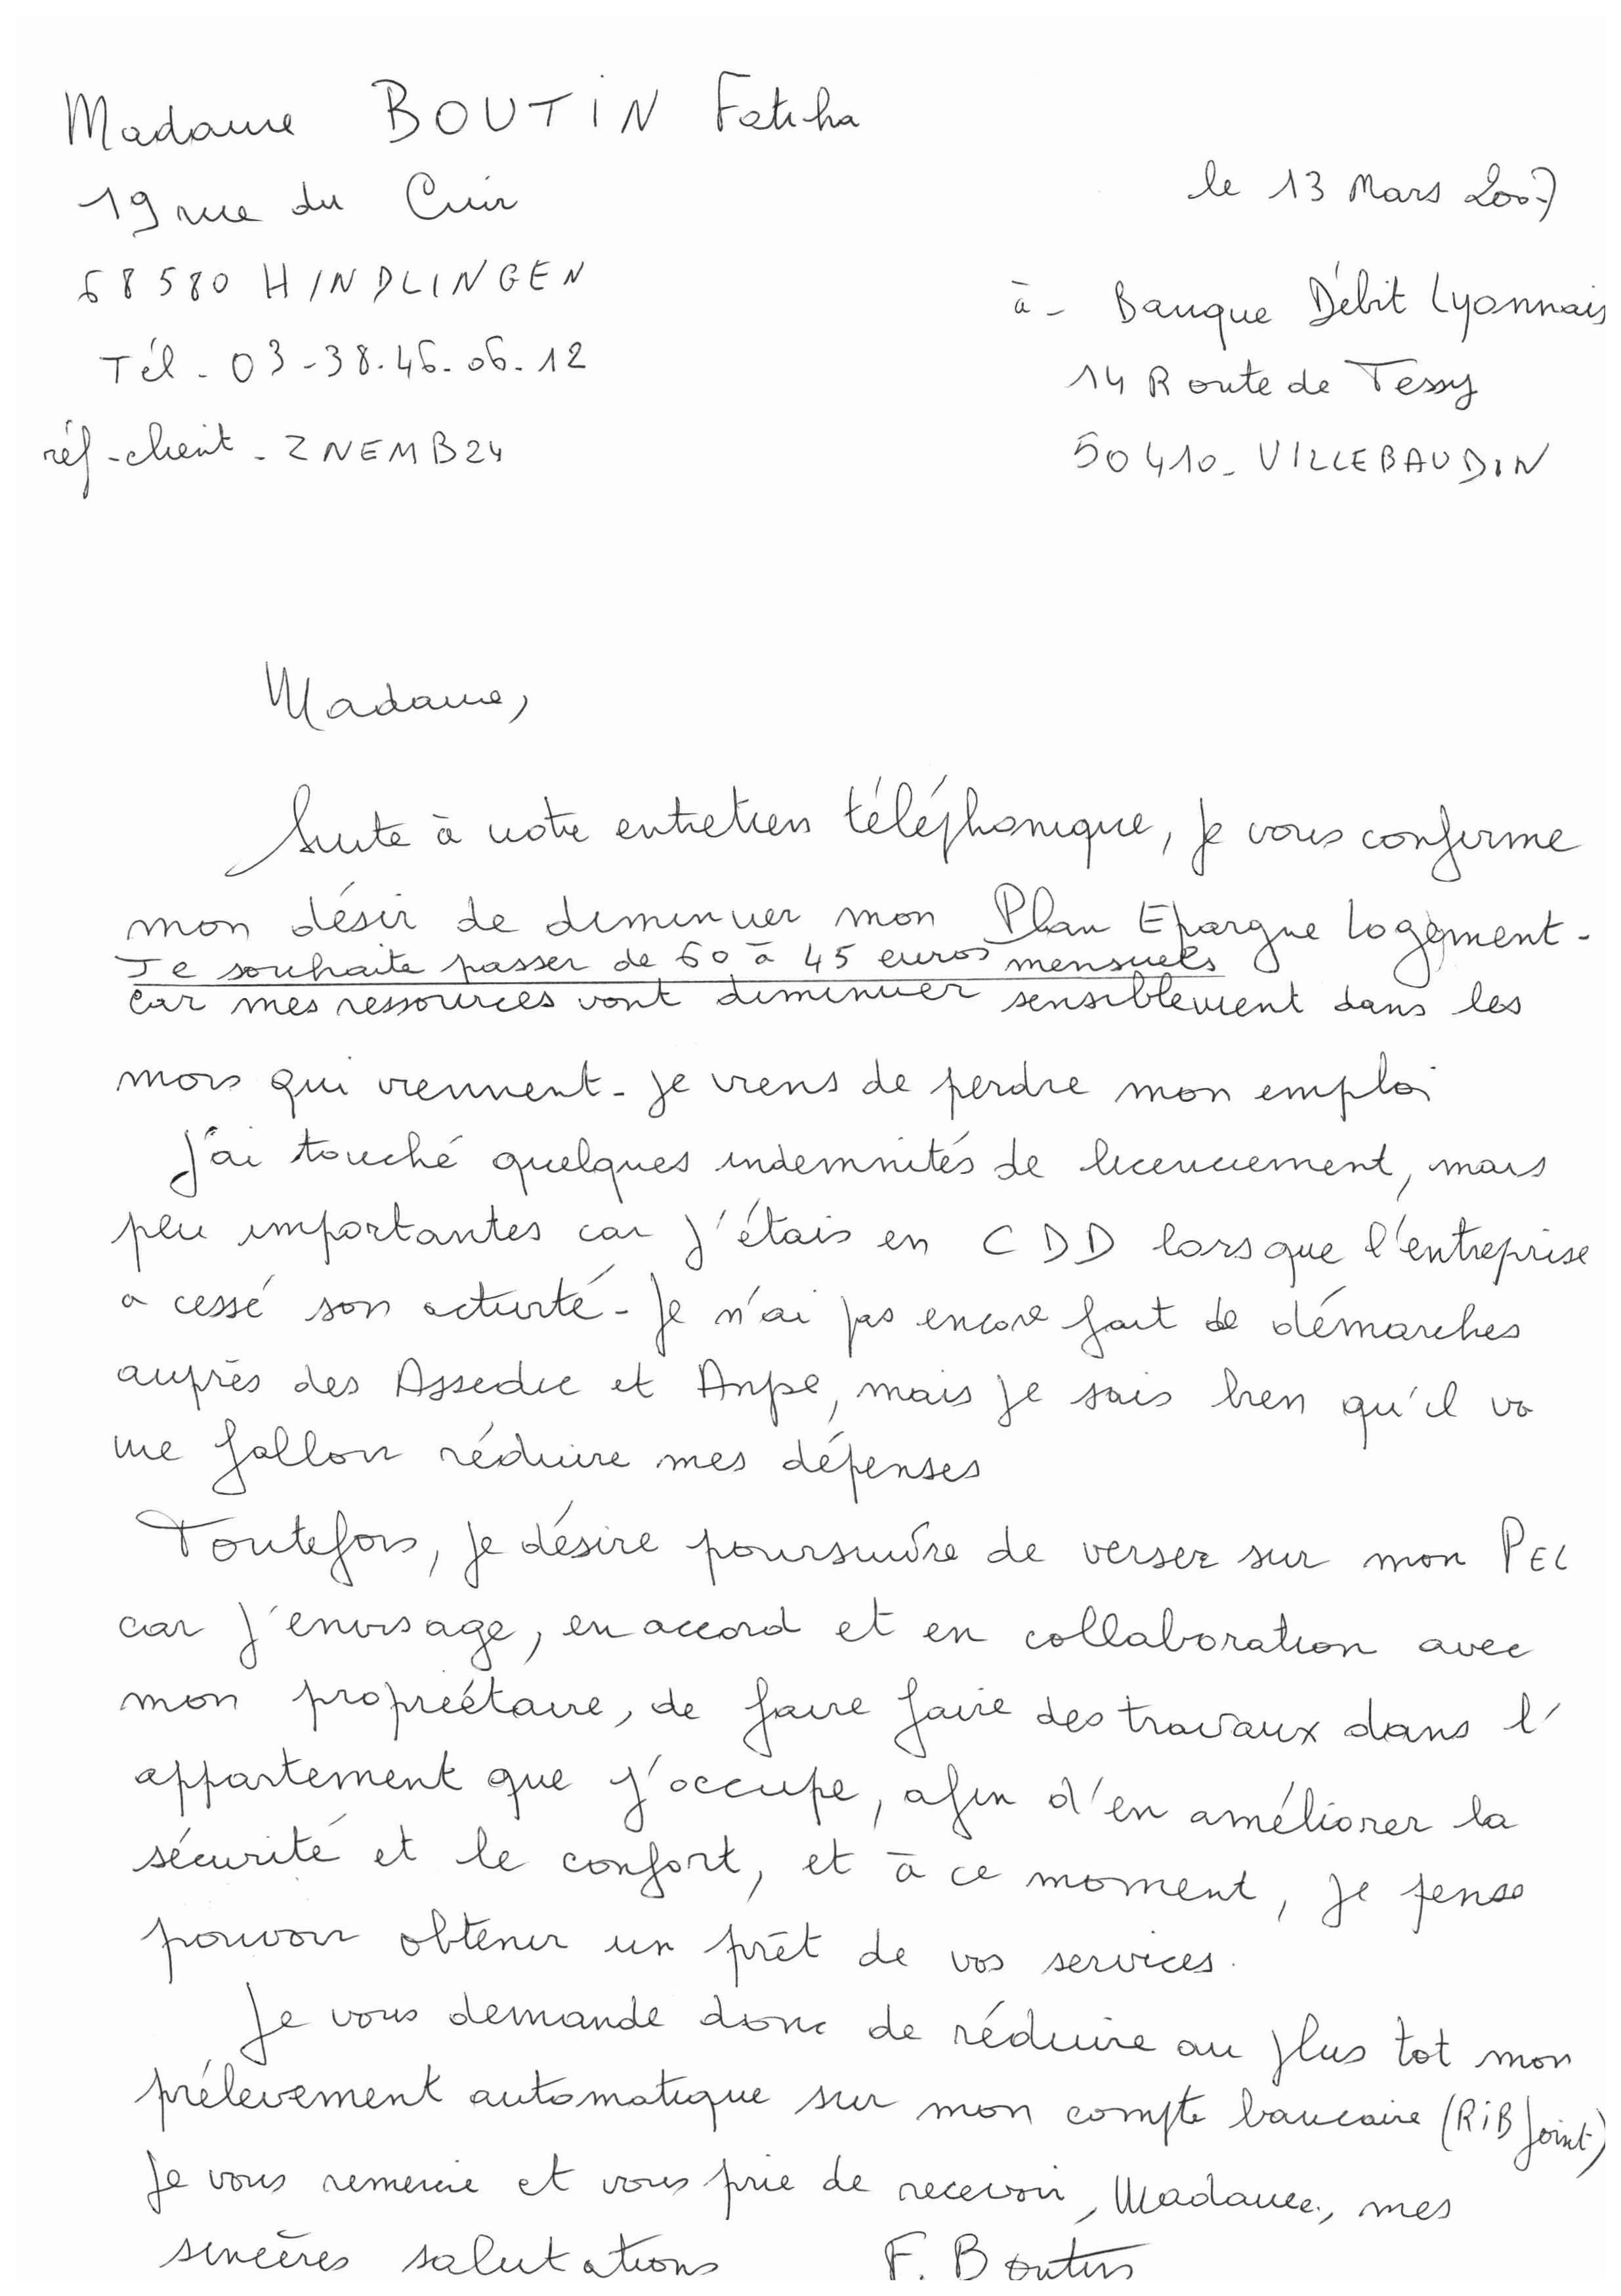 Madame BOUTIN Fatiha
19 rue du Cuir
68580 HINDLINGEN
Tél - 03-38.46.06.12
réf-client - ZNEMB24
le 13 Mars 2007
à - Banque Débit Lyonnais
14 Route de Tessy
50410 - VILLEBAUDIN
Madame,
Suite à notre entretien téléphonique, je vous confirme
mon désir de diminuer mon Plan Epargne logement -
Je souhaite passer de 60 à 45 euros mensuels
car mes ressources vont diminuer sensiblement dans les
mois qui viennent - je viens de perdre mon emploi
J'ai touché quelques indemnités de licenciement, mais
peu importantes car j'étais en CDD lorsque l'entreprise
a cessé son activité - Je n'ai pas encore fait de démarches
auprès des Assedic et Anpe, mais je sais bien qu'il va
me falloir réduire mes dépenses
Toutefois, je désire poursuivre de verser sur mon PEL
car j'envisage, en accord et en collaboration avec
mon propriétaire, de faire faire des travaux dans l'
appartement que j'occupe, afin d'en améliorer la
sécurité et le confort, et à ce moment, je pense
pouvoir obtenir un prêt de vos services.
Je vous demande donc de réduire au plus tot mon
prélevement automatique sur mon compte bancaire (RiB joint)
Je vous remercie et vous prie de recevoir, Madame, mes
sincères salutations F. Boutin